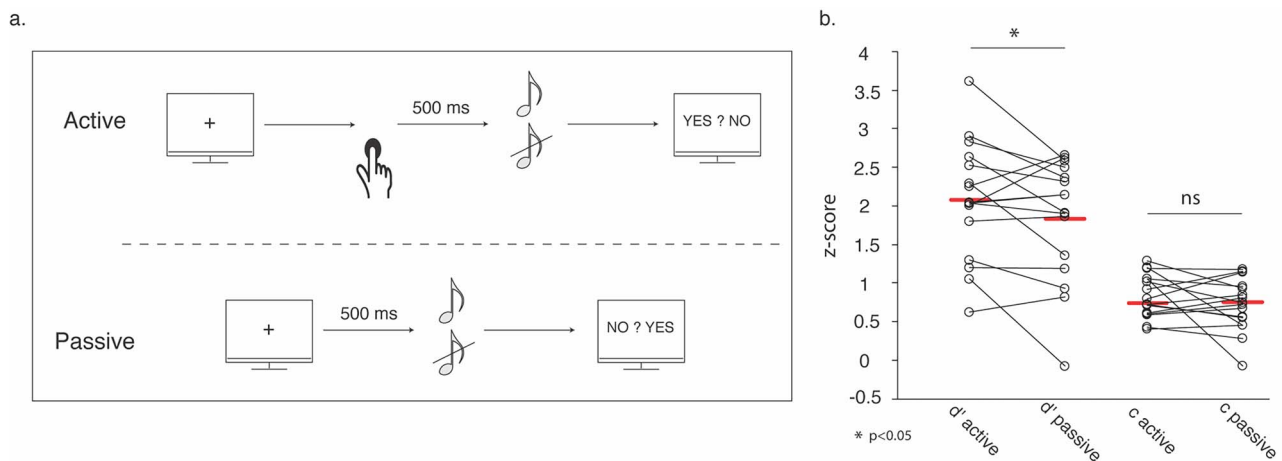 a.
Active
+
500 ms
YES ? NO
Passive
+
500 ms
NO ? YES
b.
*
ns
z-score
4
3.5
3
2.5
2
1.5
1
0.5
0
-0.5
d' active
d' passive
c active
c passive
* p<0.05